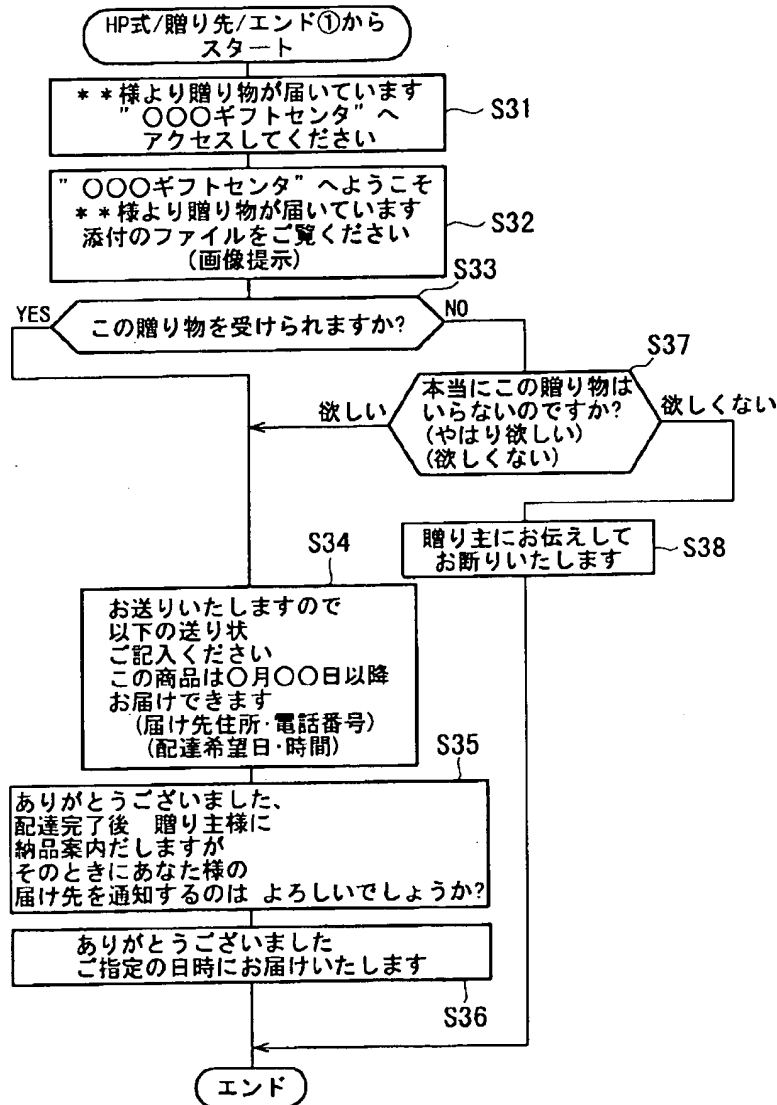 HP式/贈り先/エンド①から
スタート
＊＊様より贈り物が届いています
"○○○ギフトセンタ"へ
アクセスしてください
S31
"○○○ギフトセンタ"へようこそ
＊＊様より贈り物が届いています
添付のファイルをご覧ください
(画像提示)
S32
S33
YES
この贈り物を受けられますか?
NO
S37
欲しい
本当にこの贈り物は
いらないのですか?
(やはり欲しい)
(欲しくない)
欲しくない
贈り主にお伝えして
お断りいたします
S38
S34
お送りいたしますので
以下の送り状
ご記入ください
この商品は○月○○日以降
お届けできます
(届け先住所・電話番号)
(配達希望日・時間)
S35
ありがとうございました、
配達完了後 贈り主様に
納品案内だしますが
そのときにあなた様の
届け先を通知するのは よろしいでしょうか?
ありがとうございました
ご指定の日時にお届けいたします
S36
エンド